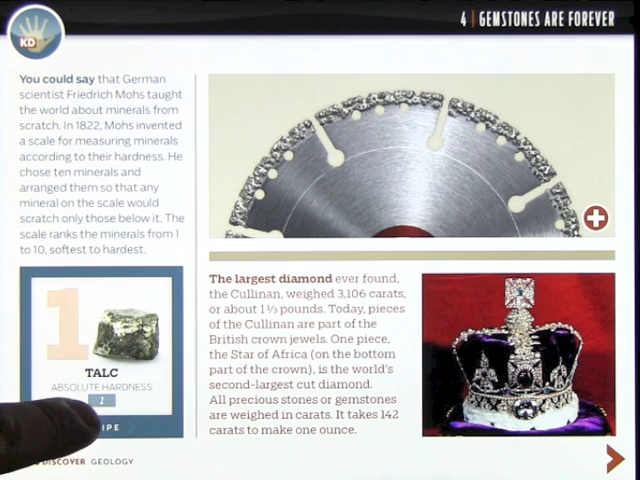 KD
4 | GEMSTONES ARE FOREVER
You could say that German
scientist Friedrich Mohs taught
the world about minerals from
scratch. In 1822, Mohs invented
a scale for measuring minerals
according to their hardness. He
chose ten minerals and
arranged them so that any
mineral on the scale would
scratch only those below it. The
scale ranks the minerals from 1
to 10, softest to hardest.
1
TALC
ABSOLUTE HARDNESS
1
The largest diamond ever found,
the Cullinan, weighed 3,106 carats,
or about 1 1/3 pounds. Today, pieces
of the Cullinan are part of the
British crown jewels. One piece,
the Star of Africa (on the bottom
part of the crown), is the world's
second-largest cut diamond.
All precious stones or gemstones
are weighed in carats. It takes 142
carats to make one ounce.
DISCOVER GEOLOGY